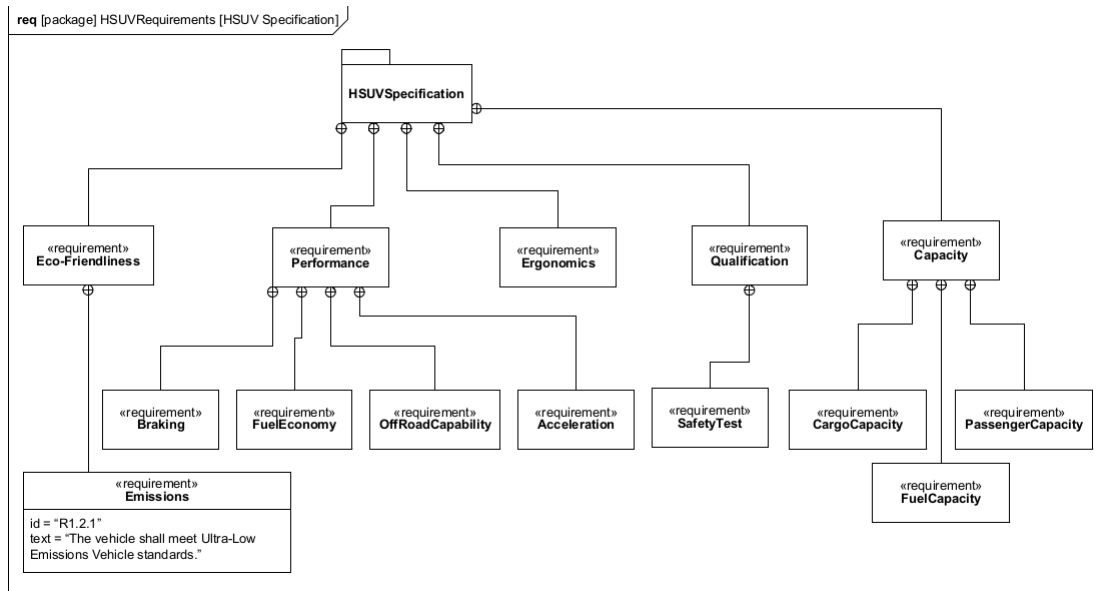 req [package] HSUVRequirements [HSUV Specification]
HSUVSpecification
«requirement»
Eco-Friendliness
«requirement»
Performance
«requirement»
Ergonomics
«requirement»
Qualification
«requirement»
Capacity
«requirement»
Braking
«requirement»
FuelEconomy
«requirement»
OffRoadCapability
«requirement»
Acceleration
«requirement»
SafetyTest
«requirement»
CargoCapacity
«requirement»
PassengerCapacity
«requirement»
Emissions
id = “R1.2.1”
text = “The vehicle shall meet Ultra-Low
Emissions Vehicle standards.”
«requirement»
FuelCapacity